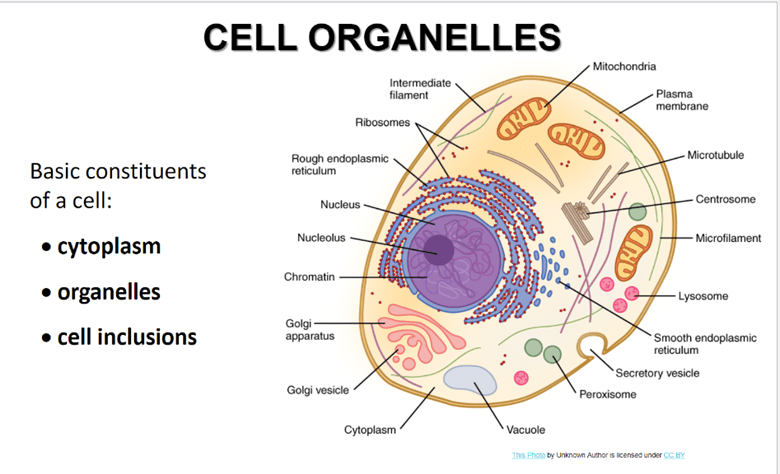 CELL ORGANELLES
Basic constituents
of a cell:
• cytoplasm
• organelles
• cell inclusions
Intermediate
filament
Ribosomes
Rough endoplasmic
reticulum
Nucleus
Nucleolus
Chromatin
Golgi
apparatus
Golgi vesicle
Cytoplasm
Mitochondria
Plasma
membrane
Microtubule
Centrosome
Microfilament
Lysosome
Smooth endoplasmic
reticulum
Secretory vesicle
Peroxisome
Vacuole
This Photo by Unknown Author is licensed under CC BY